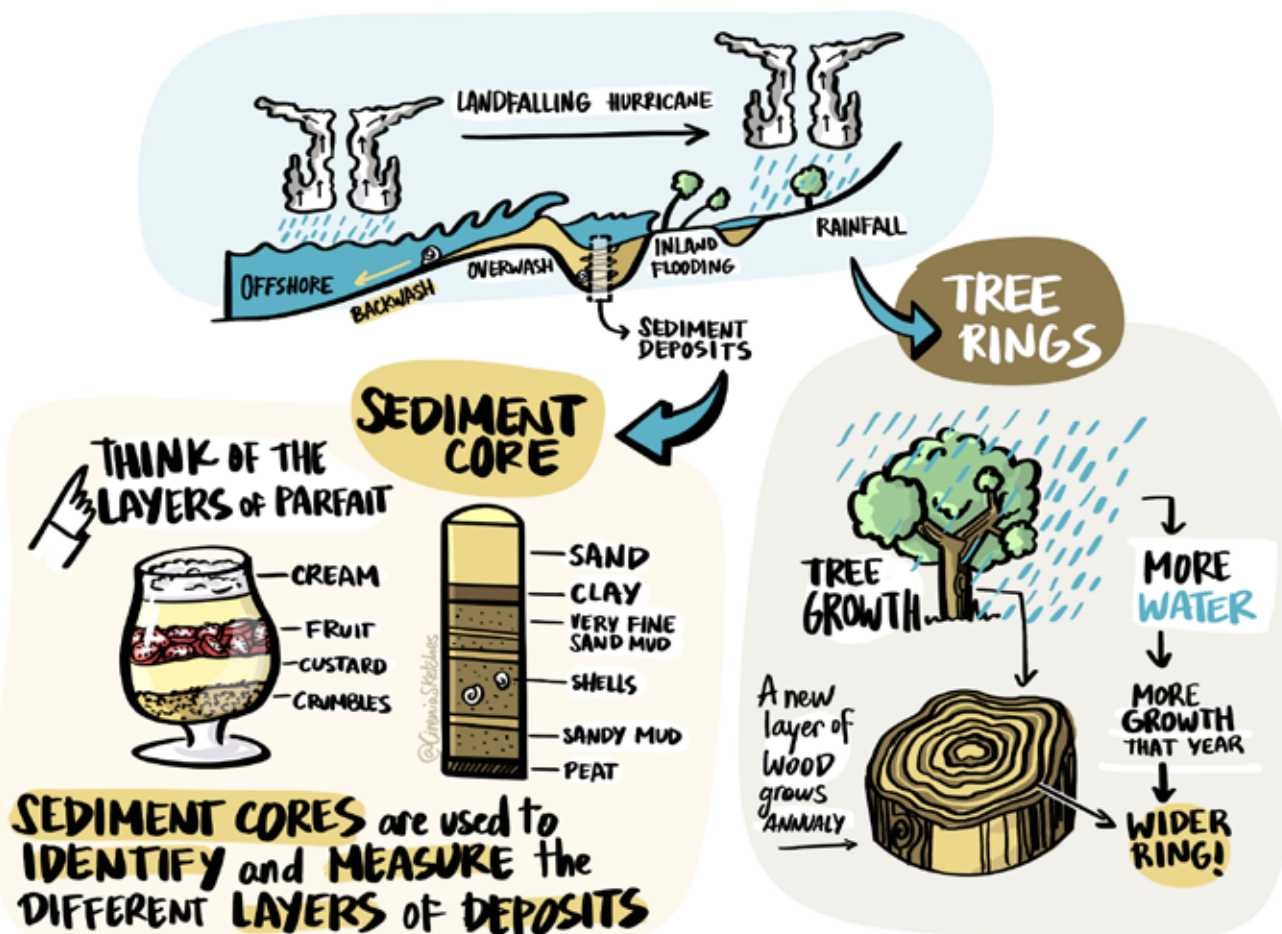 LANDFALLING HURRICANE
OFFSHORE
BACKWASH
OVERWASH
INLAND
FLOODING
RAINFALL
SEDIMENT
DEPOSITS
TREE
RINGS
SEDIMENT
CORE
THINK OF THE
LAYERS OF PARFAIT
CREAM
FRUIT
CUSTARD
CRUMBLES
SAND
CLAY
VERY FINE
SAND MUD
SHELLS
SANDY MUD
PEAT
@CirenisSketches
SEDIMENT CORES are used to
IDENTIFY and MEASURE the
DIFFERENT LAYERS OF DEPOSITS
TREE
GROWTH
MORE
WATER
MORE
GROWTH
THAT YEAR
WIDER
RING!
A new
layer of
WOOD
grows
ANNUALY